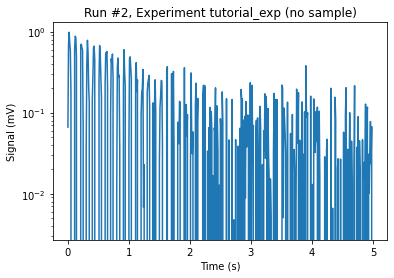 Run #2, Experiment tutorial_exp (no sample)
Signal (mV)
10⁰
10⁻¹
10⁻²
0 1 2 3 4 5
Time (s)